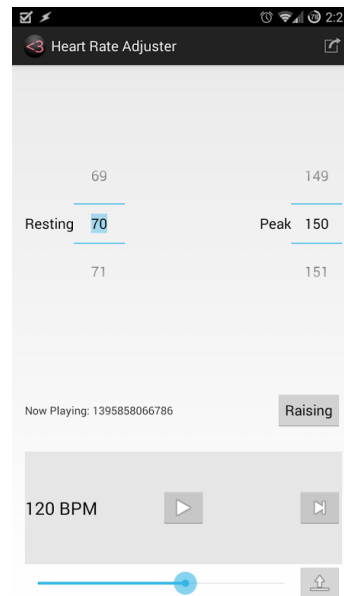 78 2:2
<3 Heart Rate Adjuster
69 149
Resting 70 Peak 150
71 151
Now Playing: 1395858066786 Raising
120 BPM